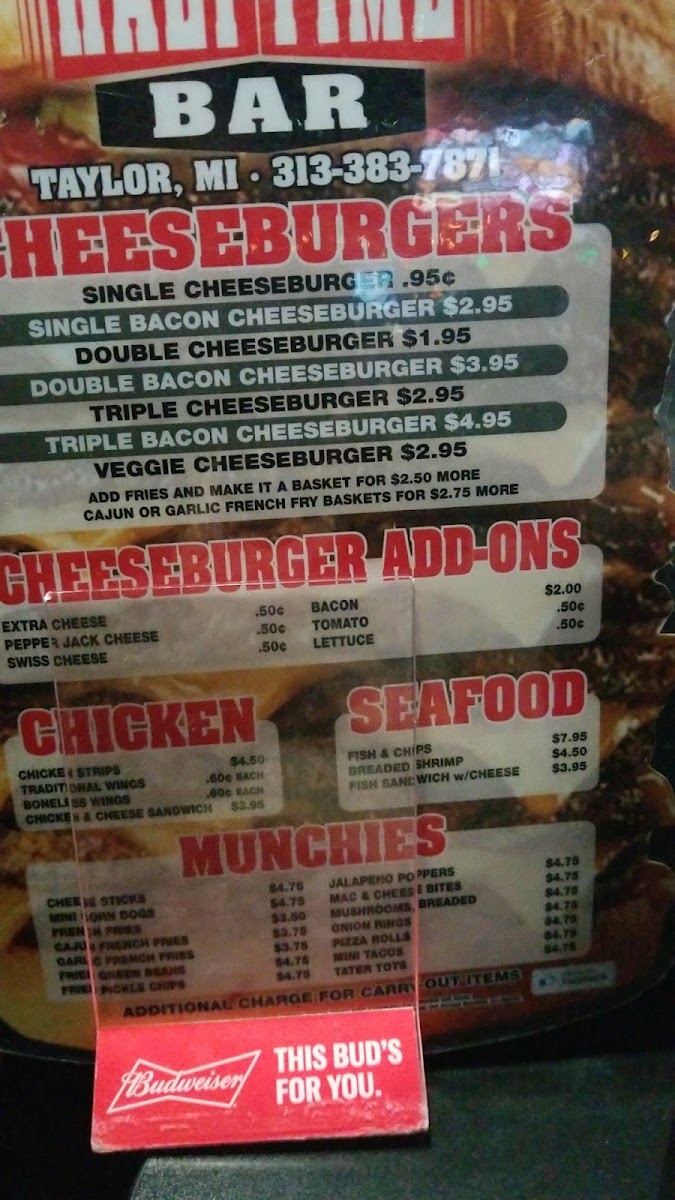 HALF TIME
BAR
TAYLOR, MI • 313-383-7871
CHEESEBURGERS
SINGLE CHEESEBURGER .95¢
SINGLE BACON CHEESEBURGER $2.95
DOUBLE CHEESEBURGER $1.95
DOUBLE BACON CHEESEBURGER $3.95
TRIPLE CHEESEBURGER $2.95
TRIPLE BACON CHEESEBURGER $4.95
VEGGIE CHEESEBURGER $2.95
ADD FRIES AND MAKE IT A BASKET FOR $2.50 MORE
CAJUN OR GARLIC FRENCH FRY BASKETS FOR $2.75 MORE
CHEESEBURGER ADD-ONS
EXTRA CHEESE .50¢
PEPPER JACK CHEESE .50¢
SWISS CHEESE .50¢
BACON $2.00
TOMATO .50¢
LETTUCE .50¢
CHICKEN
CHICKEN STRIPS $4.50
TRADITIONAL WINGS .60¢ EACH
BONELESS WINGS .60¢ EACH
CHICKEN & CHEESE SANDWICH $3.95
SEAFOOD
FISH & CHIPS $7.95
BREADED SHRIMP $4.50
FISH SANDWICH w/CHEESE $3.95
MUNCHIES
CHEESE STICKS $4.75
MINI CORN DOGS $4.75
FRENCH FRIES $3.50
CAJUN FRENCH FRIES $3.75
GARLIC FRENCH FRIES $3.75
FRIED GREEN BEANS $4.75
FRIED PICKLE CHIPS $4.75
JALAPENO POPPERS $4.75
MAC & CHEESE BITES $4.75
MUSHROOMS, BREADED $4.75
ONION RINGS $4.75
PIZZA ROLLS $4.75
MINI TACOS $4.75
TATER TOTS $4.75
ADDITIONAL CHARGE FOR CARRY-OUT ITEMS
Budweiser
THIS BUD'S
FOR YOU.